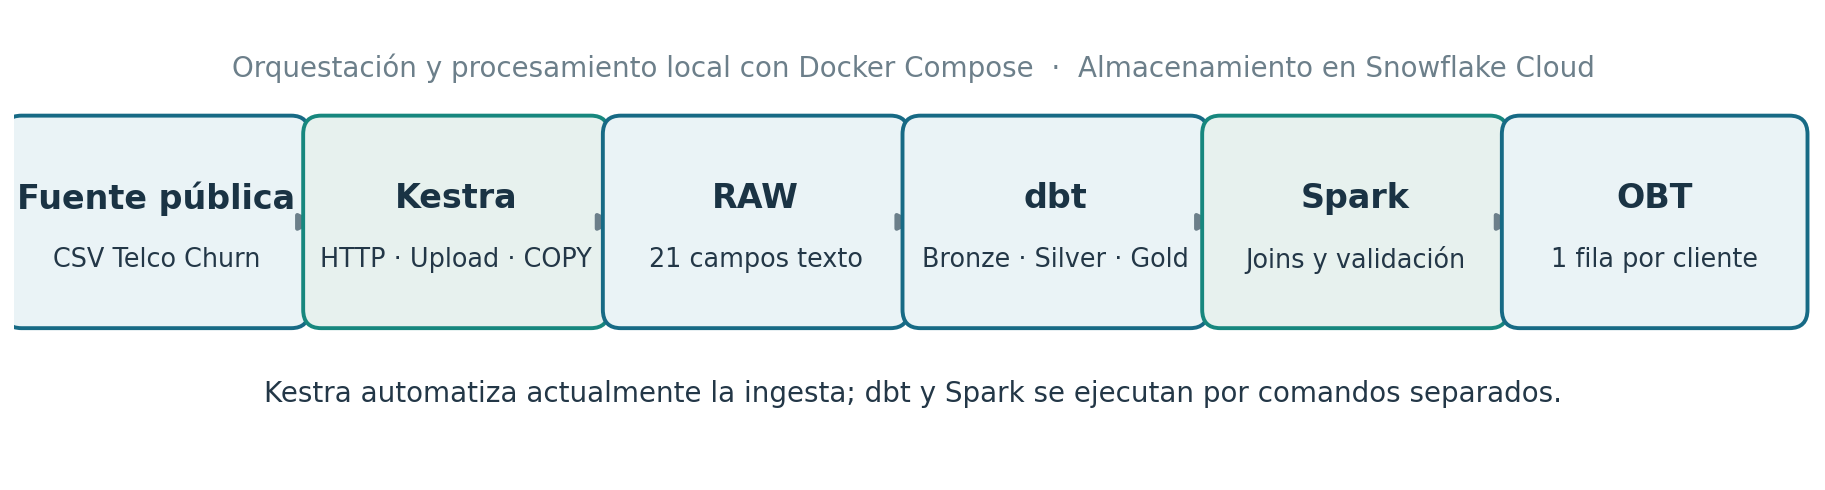 Orquestación y procesamiento local con Docker Compose · Almacenamiento en Snowflake Cloud
Fuente pública
CSV Telco Churn
Kestra
HTTP · Upload · COPY
RAW
21 campos texto
dbt
Bronze · Silver · Gold
Spark
Joins y validación
OBT
1 fila por cliente
Kestra automatiza actualmente la ingesta; dbt y Spark se ejecutan por comandos separados.